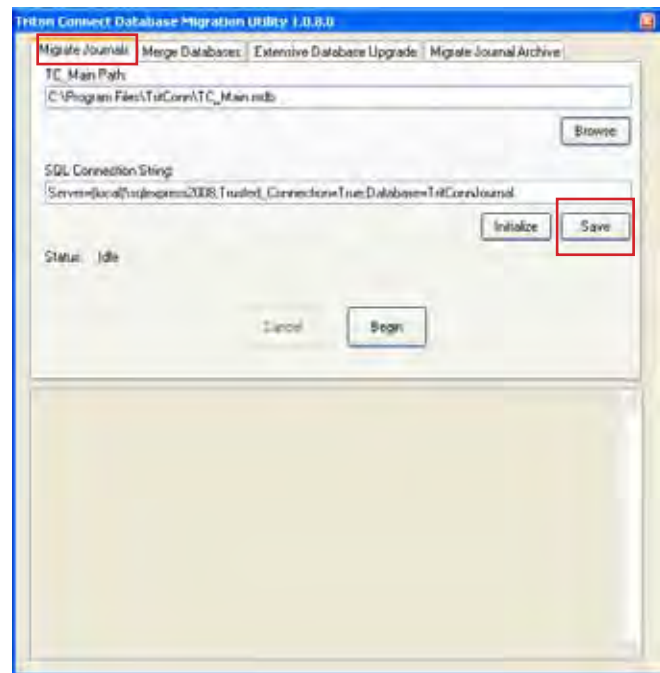 Triton Connect Database Migration Utility 1.0.8.0
Migrate Journals Merge Databases Extensive Database Upgrade Migrate Journal Archive
TC_Main Path:
C:\Program Files\TritConn\TC_Main.mdb
Browse
SQL Connection String:
Server=(local)\sqlexpress2008;Trusted_Connection=True;Database=TritConnJournal
Initialize Save
Status: Idle
Cancel Begin